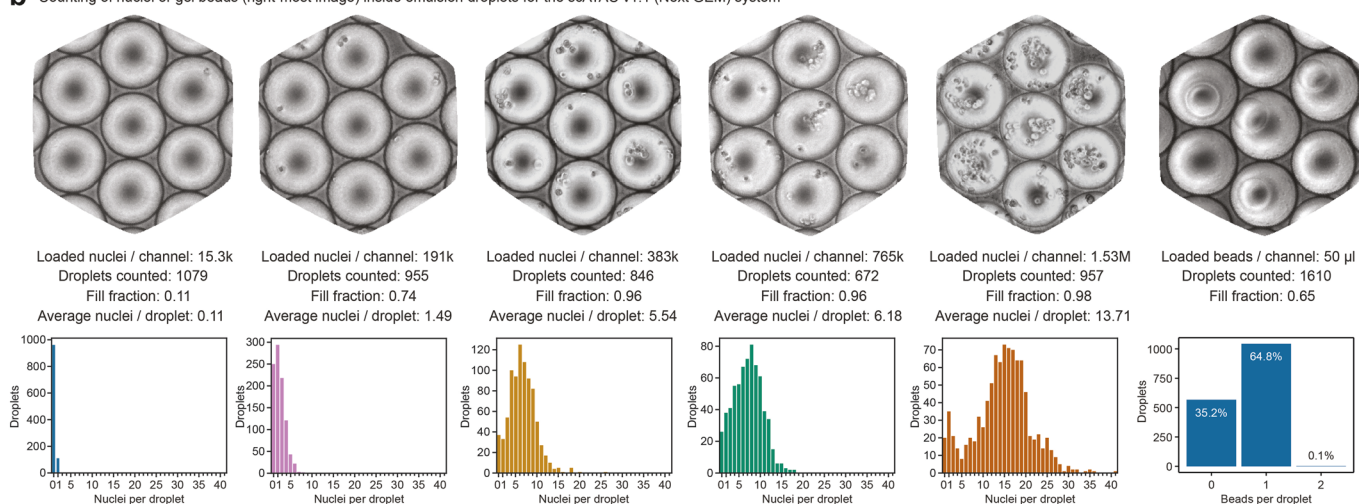 b Counting of nuclei or gel beads (right-most image) inside emulsion droplets for the scATAC v1.1 (Next GEM) system
Loaded nuclei / channel: 15.3k
Droplets counted: 1079
Fill fraction: 0.11
Average nuclei / droplet: 0.11
Loaded nuclei / channel: 191k
Droplets counted: 955
Fill fraction: 0.74
Average nuclei / droplet: 1.49
Loaded nuclei / channel: 383k
Droplets counted: 846
Fill fraction: 0.96
Average nuclei / droplet: 5.54
Loaded nuclei / channel: 765k
Droplets counted: 672
Fill fraction: 0.96
Average nuclei / droplet: 6.18
Loaded nuclei / channel: 1.53M
Droplets counted: 957
Fill fraction: 0.98
Average nuclei / droplet: 13.71
Loaded beads / channel: 50 µl
Droplets counted: 1610
Fill fraction: 0.65
Droplets
1000
800
600
400
200
0
01 5 10 15 20 25 30 35 40
Nuclei per droplet
Droplets
300
250
200
150
100
50
0
01 5 10 15 20 25 30 35 40
Nuclei per droplet
Droplets
120
100
80
60
40
20
0
01 5 10 15 20 25 30 35 40
Nuclei per droplet
Droplets
80
60
40
20
0
01 5 10 15 20 25 30 35 40
Nuclei per droplet
Droplets
70
60
50
40
30
20
10
0
01 5 10 15 20 25 30 35 40
Nuclei per droplet
Droplets
1000
750
500
250
0
35.2%
64.8%
0.1%
0 1 2
Beads per droplet